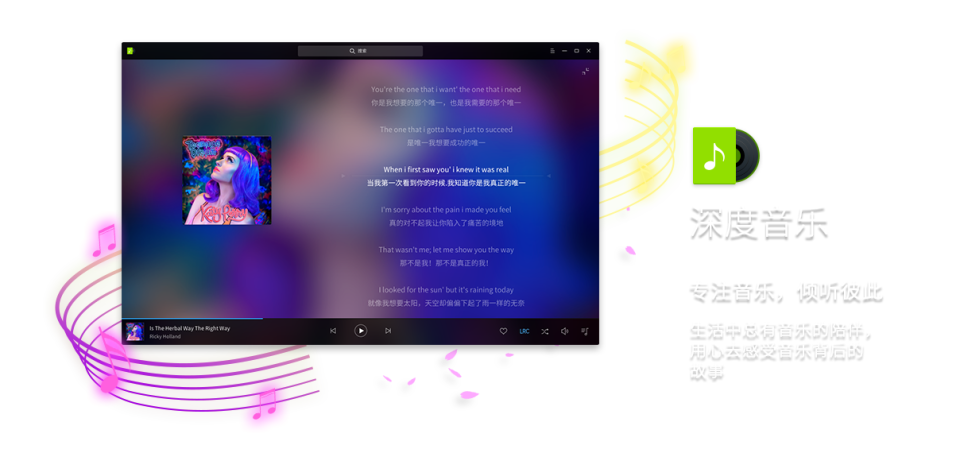 搜索
You're the one that i want' the one that i need
你是我想要的那个唯一，也是我需要的那个唯一
The one that i gotta have just to succeed
是唯一我想要成功的唯一
When i first saw you' i knew it was real
当我第一次看到你的时候.我知道你是我真正的唯一
I'm sorry about the pain i made you feel
真的对不起我让你陷入了痛苦的境地
That wasn't me; let me show you the way
那不是我！那不是真正的我！
I looked for the sun' but it's raining today
就像我想要太阳，天空却偏偏下起了雨一样的无奈
Katy Perry
Is The Herbal Way The Right Way
Ricky Holland
LRC
深度音乐
专注音乐，倾听彼此
生活中总有音乐的陪伴，
用心去感受音乐背后的
故事